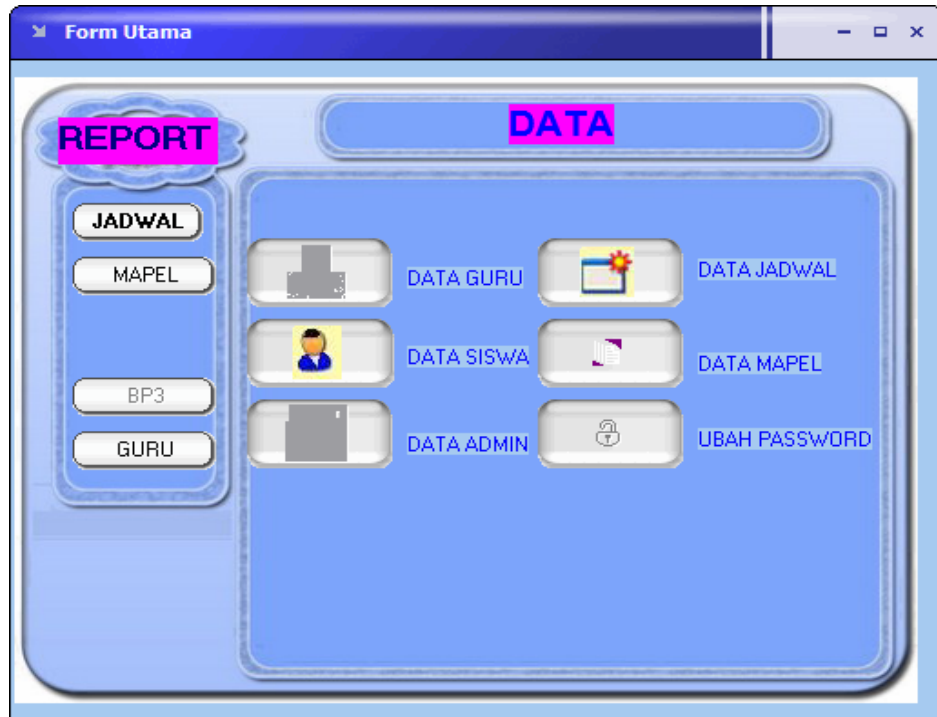 Form Utama
REPORT
DATA
JADWAL
MAPEL
BP3
GURU
DATA GURU
DATA JADWAL
DATA SISWA
DATA MAPEL
DATA ADMIN
UBAH PASSWORD